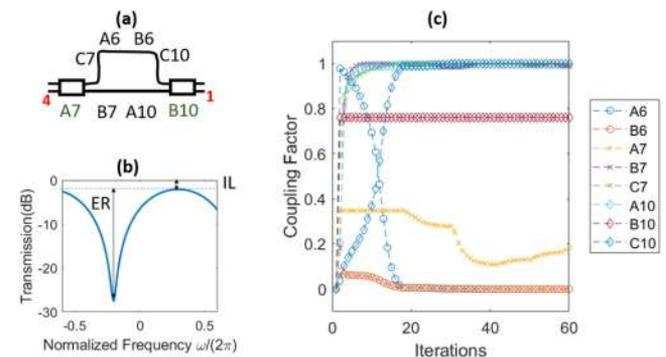 (a)
A6 B6
C7 C10
4 1
A7 B7 A10 B10
(b)
0
-10
-20
-30
Transmission(dB)
ER
IL
-0.5 0 0.5
Normalized Frequency ω/(2π)
(c)
1
0.8
0.6
0.4
0.2
0
Coupling Factor
0 20 40 60
Iterations
A6
B6
A7
B7
C7
A10
B10
C10